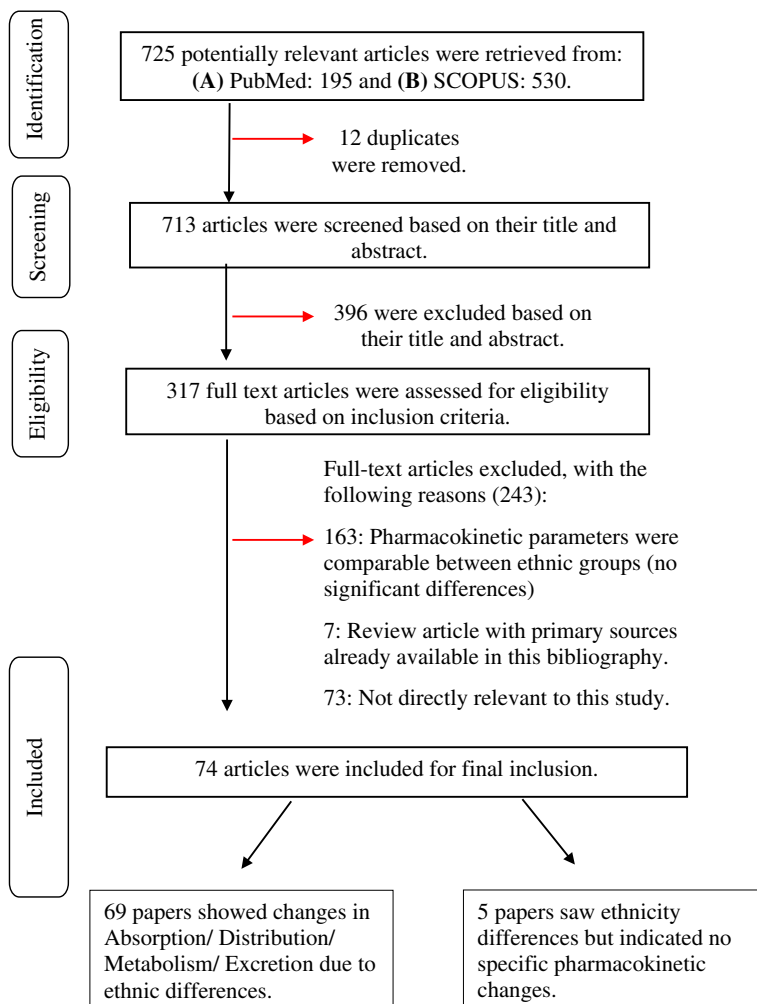 Identification
725 potentially relevant articles were retrieved from:
(A) PubMed: 195 and (B) SCOPUS: 530.
12 duplicates
were removed.
Screening
713 articles were screened based on their title and
abstract.
396 were excluded based on
their title and abstract.
Eligibility
317 full text articles were assessed for eligibility
based on inclusion criteria.
Full-text articles excluded, with the
following reasons (243):
163: Pharmacokinetic parameters were
comparable between ethnic groups (no
significant differences)
7: Review article with primary sources
already available in this bibliography.
73: Not directly relevant to this study.
Included
74 articles were included for final inclusion.
69 papers showed changes in
Absorption/ Distribution/
Metabolism/ Excretion due to
ethnic differences.
5 papers saw ethnicity
differences but indicated no
specific pharmacokinetic
changes.